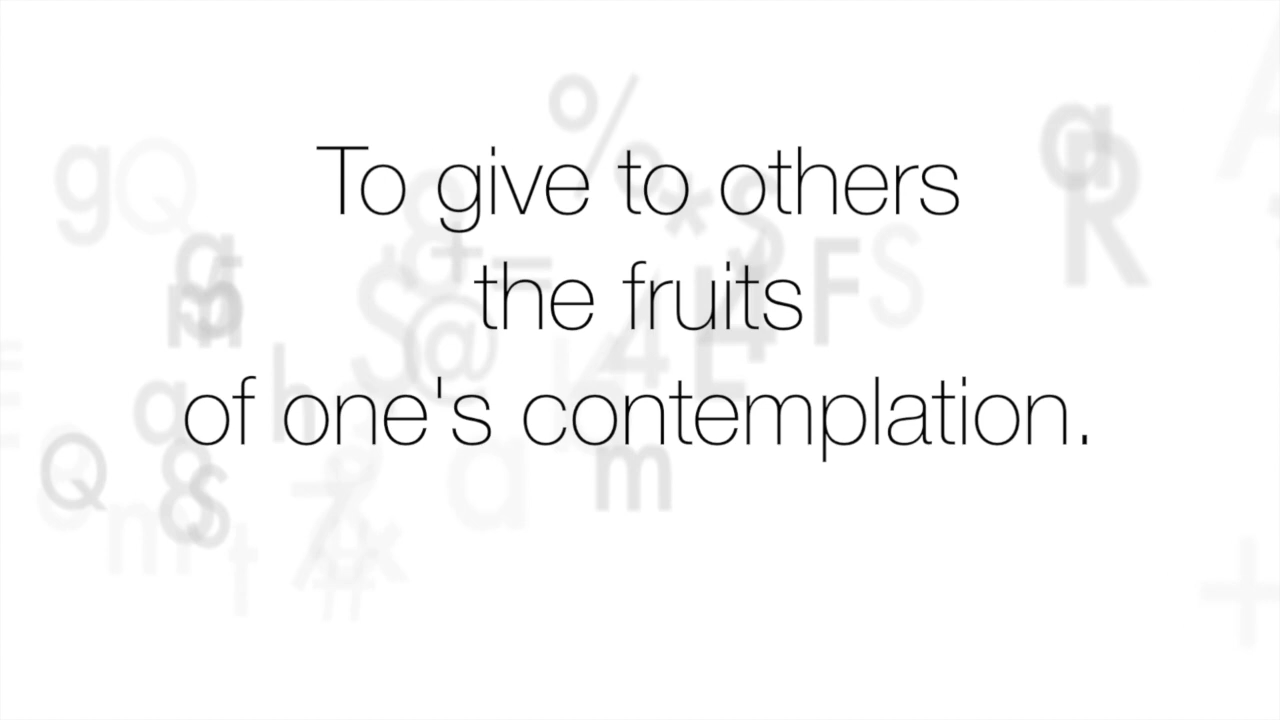 To give to others
the fruits
of one's contemplation.